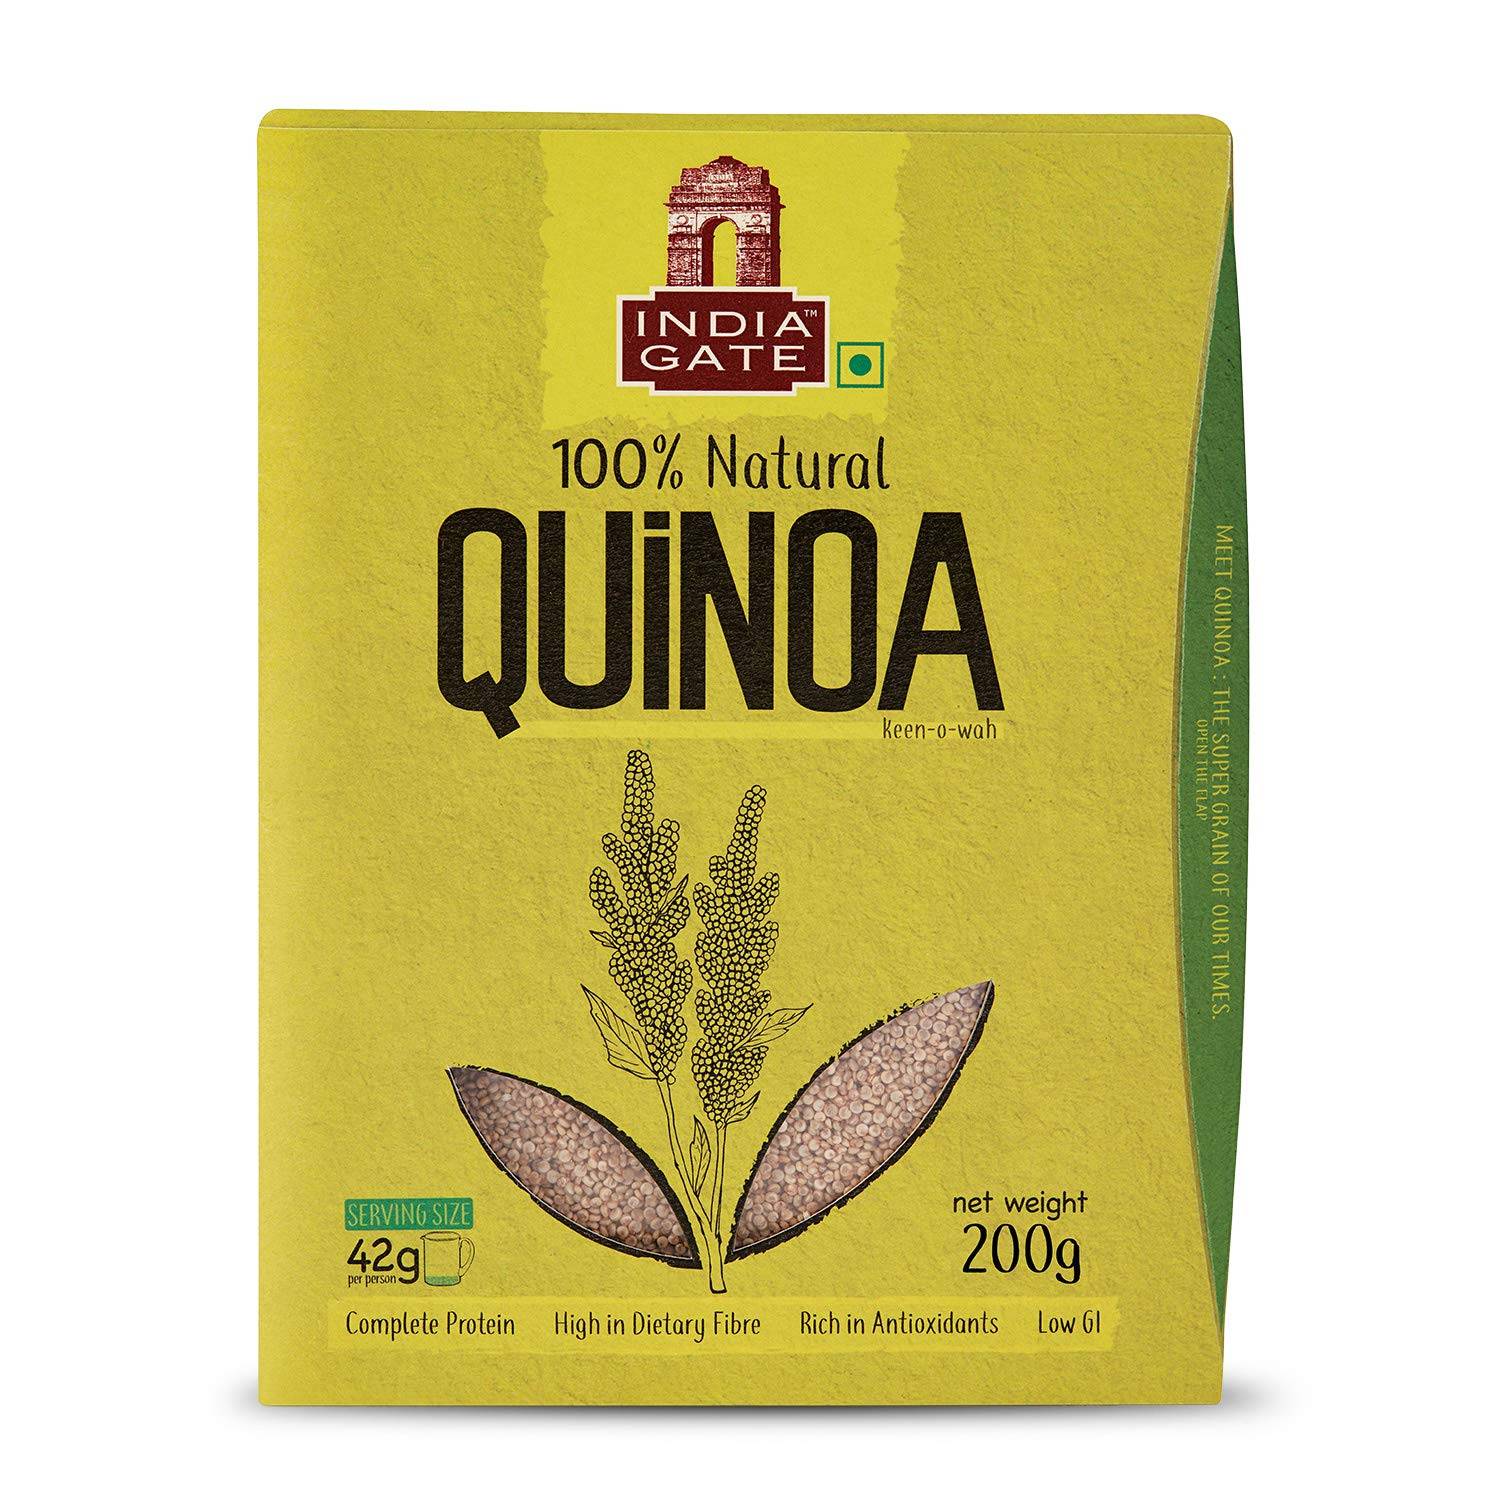 INDIA™
GATE
100% Natural
QUiNOA
keen-o-wah
MEET QUINOA : THE SUPER GRAIN OF OUR TIMES.
OPEN THE FLAP
SERVING SIZE
42g
per person
net weight
200g
Complete Protein High in Dietary Fibre Rich in Antioxidants Low GI